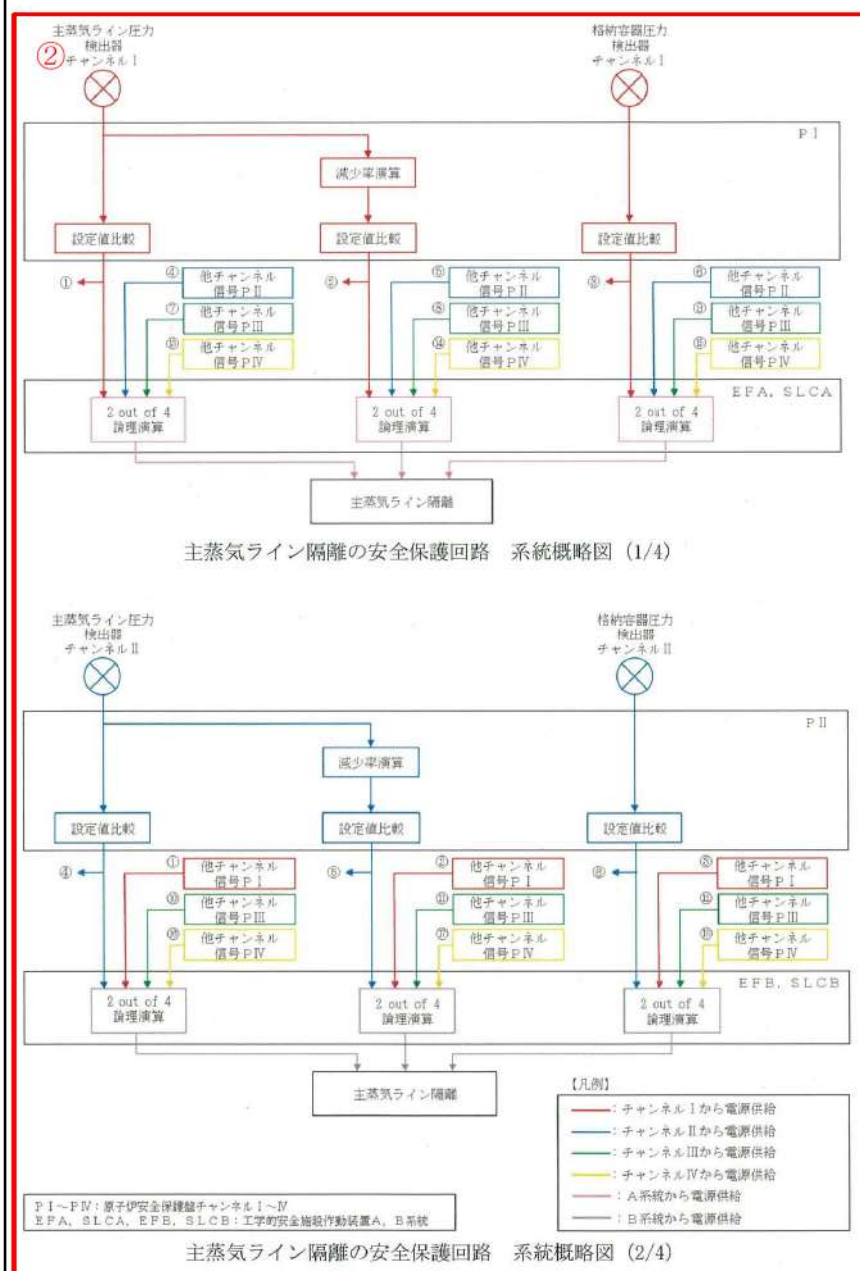 ②
主蒸気ライン圧力
検出器
チャンネルⅠ
格納容器圧力
検出器
チャンネルⅠ
PⅠ
減少率演算
設定値比較
設定値比較
設定値比較
①
④
他チャンネル
信号PⅡ
⑦
他チャンネル
信号PⅢ
⑬
他チャンネル
信号PⅣ
②
⑤
他チャンネル
信号PⅡ
⑧
他チャンネル
信号PⅢ
⑭
他チャンネル
信号PⅣ
③
⑥
他チャンネル
信号PⅡ
⑨
他チャンネル
信号PⅢ
他チャンネル
信号PⅣ
EFA, SLCA
2 out of 4
論理演算
2 out of 4
論理演算
2 out of 4
論理演算
主蒸気ライン隔離
主蒸気ライン隔離の安全保護回路 系統概略図 (1/4)
主蒸気ライン圧力
検出器
チャンネルⅡ
格納容器圧力
検出器
チャンネルⅡ
PⅡ
減少率演算
設定値比較
設定値比較
設定値比較
④
①
他チャンネル
信号PⅠ
⑩
他チャンネル
信号PⅢ
他チャンネル
信号PⅣ
②
他チャンネル
信号PⅠ
⑪
他チャンネル
信号PⅢ
⑰
他チャンネル
信号PⅣ
他チャンネル
信号PⅠ
他チャンネル
信号PⅢ
他チャンネル
信号PⅣ
EFB, SLCB
2 out of 4
論理演算
2 out of 4
論理演算
2 out of 4
論理演算
主蒸気ライン隔離
【凡例】
:チャンネルⅠから電源供給
:チャンネルⅡから電源供給
:チャンネルⅢから電源供給
:チャンネルⅣから電源供給
:A系統から電源供給
:B系統から電源供給
PⅠ~PⅣ:原子炉安全保護盤チャンネルⅠ~Ⅳ
EFA, SLCA, EFB, SLCB:工学的安全施設作動装置A, B系統
主蒸気ライン隔離の安全保護回路 系統概略図 (2/4)